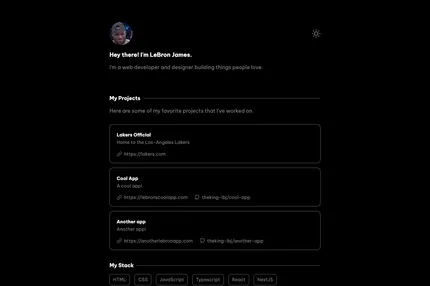 Hey there! I'm LeBron James.
I'm a web developer and designer building things people love.
My Projects
Here are some of my favorite projects that I've worked on.
Lakers Official
Home to the Los-Angeles Lakers
https://lakers.com
Cool App
A cool app!
https://lebronscoolapp.com theking-lbj/cool-app
Another app
Another app!
https://anotherlebronapp.com theking-lbj/another-app
My Stack
HTML CSS JavaScript Typescript React NextJS